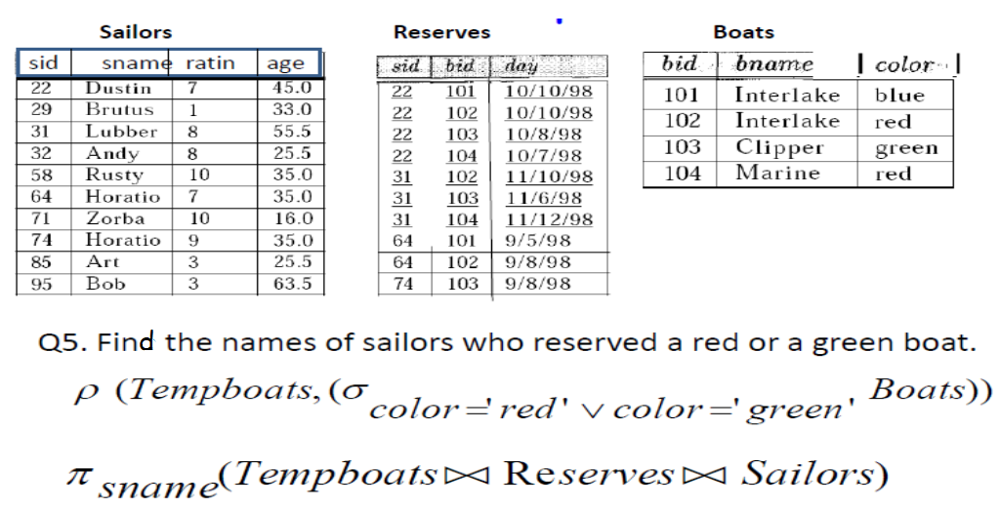 Sailors Reserves Boats
sid sname ratin age
22 Dustin 7 45.0
29 Brutus 1 33.0
31 Lubber 8 55.5
32 Andy 8 25.5
58 Rusty 10 35.0
64 Horatio 7 35.0
71 Zorba 10 16.0
74 Horatio 9 35.0
85 Art 3 25.5
95 Bob 3 63.5
sid bid day
22 101 10/10/98
22 102 10/10/98
22 103 10/8/98
22 104 10/7/98
31 102 11/10/98
31 103 11/6/98
31 104 11/12/98
64 101 9/5/98
64 102 9/8/98
74 103 9/8/98
bid bname color
101 Interlake blue
102 Interlake red
103 Clipper green
104 Marine red
Q5. Find the names of sailors who reserved a red or a green boat.
ρ (Tempboats, (σ color=' red' ∨ color=' green' Boats))
π sname(Tempboats ⋈ Reserves ⋈ Sailors)